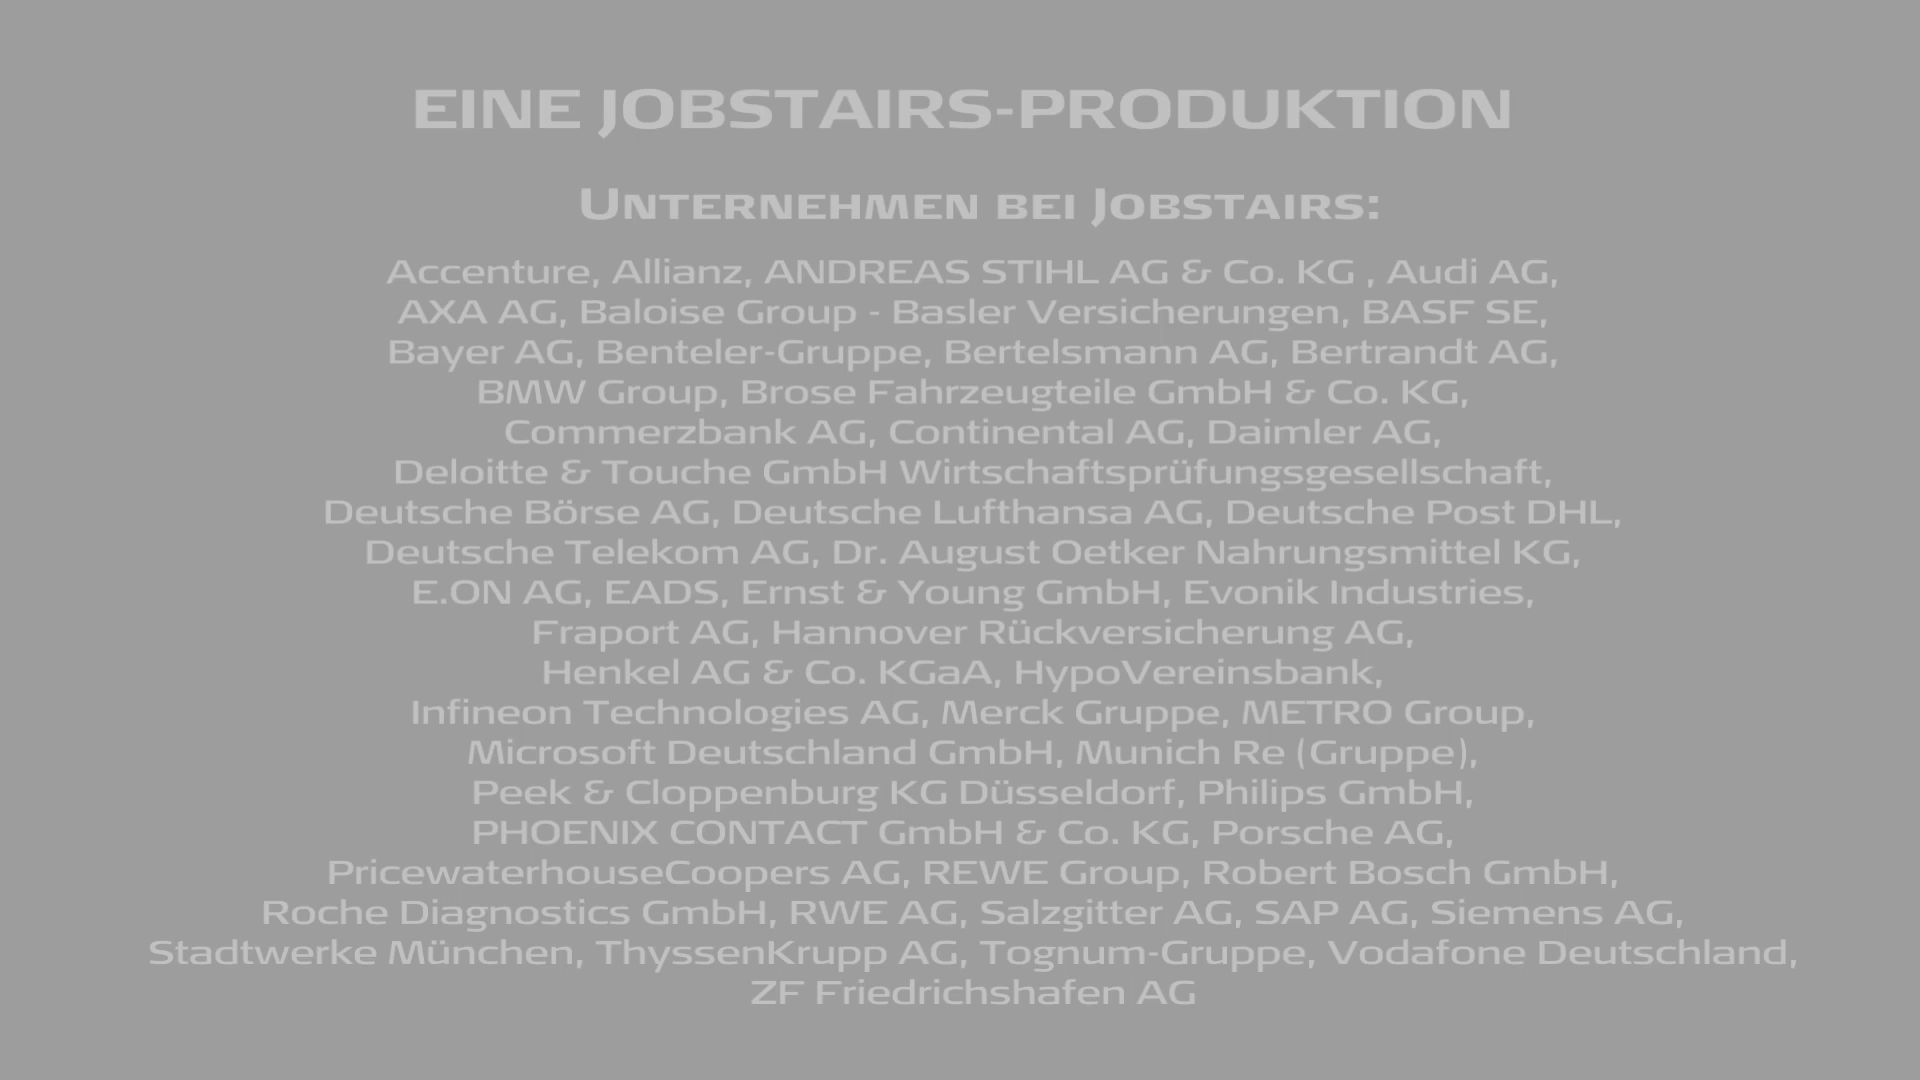 EINE JOBSTAIRS-PRODUKTION
UNTERNEHMEN BEI JOBSTAIRS:
Accenture, Allianz, ANDREAS STIHL AG & Co. KG , Audi AG,
AXA AG, Baloise Group - Basler Versicherungen, BASF SE,
Bayer AG, Benteler-Gruppe, Bertelsmann AG, Bertrandt AG,
BMW Group, Brose Fahrzeugteile GmbH & Co. KG,
Commerzbank AG, Continental AG, Daimler AG,
Deloitte & Touche GmbH Wirtschaftsprüfungsgesellschaft,
Deutsche Börse AG, Deutsche Lufthansa AG, Deutsche Post DHL,
Deutsche Telekom AG, Dr. August Oetker Nahrungsmittel KG,
E.ON AG, EADS, Ernst & Young GmbH, Evonik Industries,
Fraport AG, Hannover Rückversicherung AG,
Henkel AG & Co. KGaA, HypoVereinsbank,
Infineon Technologies AG, Merck Gruppe, METRO Group,
Microsoft Deutschland GmbH, Munich Re (Gruppe),
Peek & Cloppenburg KG Düsseldorf, Philips GmbH,
PHOENIX CONTACT GmbH & Co. KG, Porsche AG,
PricewaterhouseCoopers AG, REWE Group, Robert Bosch GmbH,
Roche Diagnostics GmbH, RWE AG, Salzgitter AG, SAP AG, Siemens AG,
Stadtwerke München, ThyssenKrupp AG, Tognum-Gruppe, Vodafone Deutschland,
ZF Friedrichshafen AG